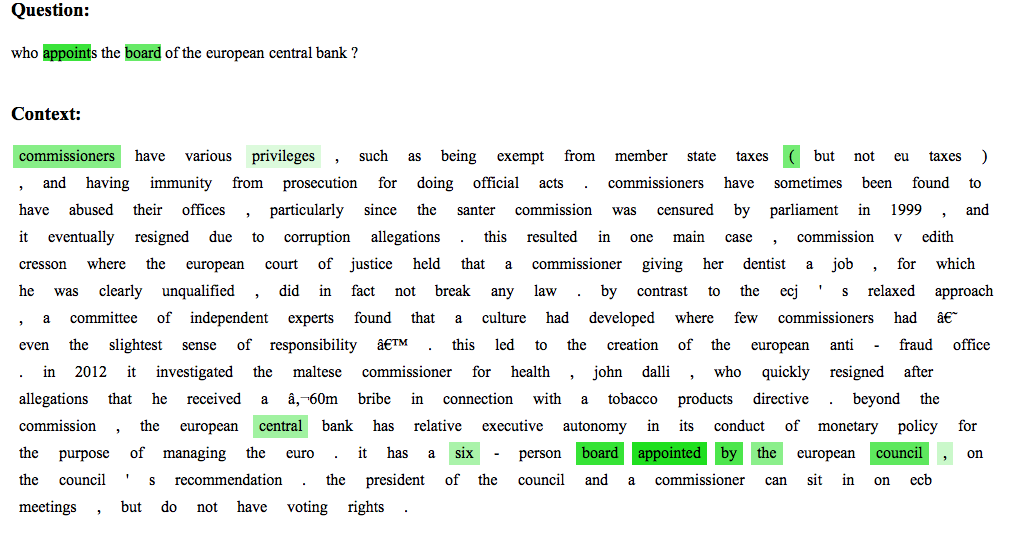 Question:
who appoints the board of the european central bank ?
Context:
commissioners have various privileges , such as being exempt from member state taxes ( but not eu taxes )
, and having immunity from prosecution for doing official acts . commissioners have sometimes been found to
have abused their offices , particularly since the santer commission was censured by parliament in 1999 , and
it eventually resigned due to corruption allegations . this resulted in one main case , commission v edith
cresson where the european court of justice held that a commissioner giving her dentist a job , for which
he was clearly unqualified , did in fact not break any law . by contrast to the ecj ' s relaxed approach
, a committee of independent experts found that a culture had developed where few commissioners had â€˜
even the slightest sense of responsibility â€™ . this led to the creation of the european anti - fraud office
. in 2012 it investigated the maltese commissioner for health , john dalli , who quickly resigned after
allegations that he received a â‚¬60m bribe in connection with a tobacco products directive . beyond the
commission , the european central bank has relative executive autonomy in its conduct of monetary policy for
the purpose of managing the euro . it has a six - person board appointed by the european council , on
the council ' s recommendation . the president of the council and a commissioner can sit in on ecb
meetings , but do not have voting rights .